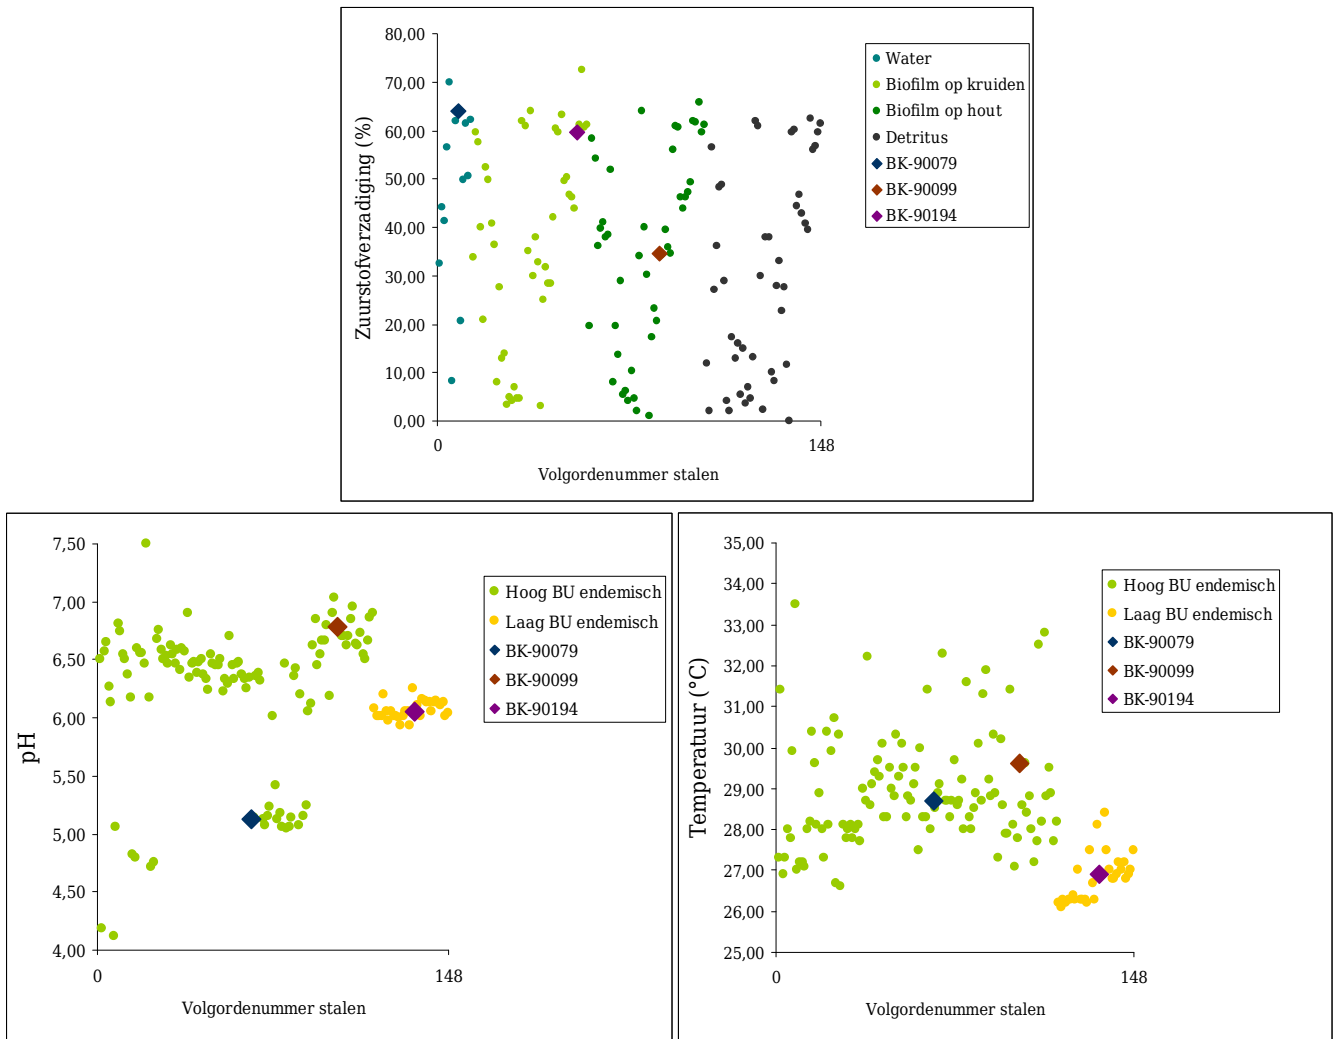 80,00
70,00
60,00
50,00
40,00
30,00
20,00
10,00
0,00
Zuurstofverzadiging (%)
0
148
Volgordenummer stalen
Water
Biofilm op kruiden
Biofilm op hout
Detritus
BK-90079
BK-90099
BK-90194
7,50
7,00
6,50
6,00
5,50
5,00
4,50
4,00
pH
0
148
Volgordenummer stalen
Hoog BU endemisch
Laag BU endemisch
BK-90079
BK-90099
BK-90194
35,00
34,00
33,00
32,00
31,00
30,00
29,00
28,00
27,00
26,00
25,00
Temperatuur (°C)
0
148
Volgordenummer stalen
Hoog BU endemisch
Laag BU endemisch
BK-90079
BK-90099
BK-90194